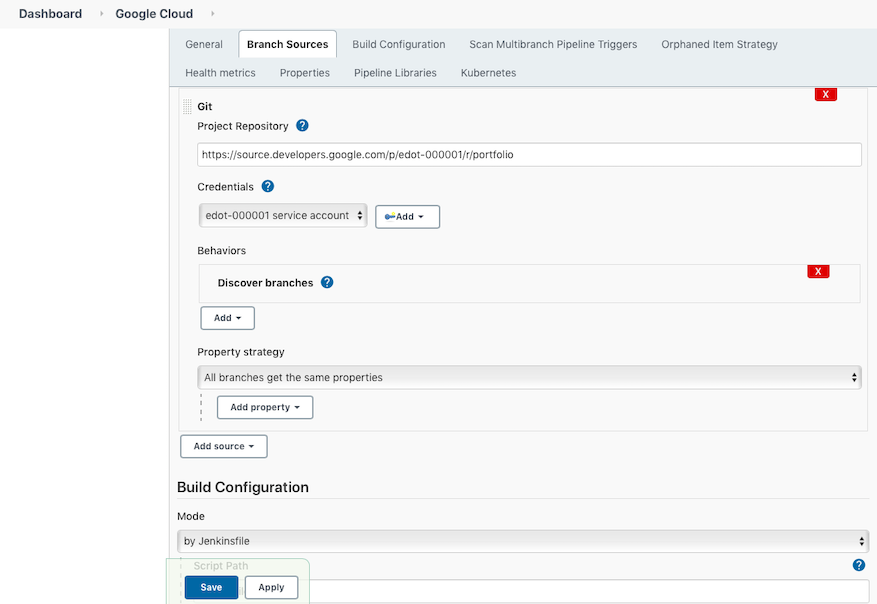 Dashboard Google Cloud
General Branch Sources Build Configuration Scan Multibranch Pipeline Triggers Orphaned Item Strategy
Health metrics Properties Pipeline Libraries Kubernetes
X
Git
Project Repository ?
https://source.developers.google.com/p/edot-000001/r/portfolio
Credentials ?
edot-000001 service account Add
Behaviors
X
Discover branches ?
Add
Property strategy
All branches get the same properties
Add property
Add source
Build Configuration
Mode
by Jenkinsfile
Script Path ?
Save Apply